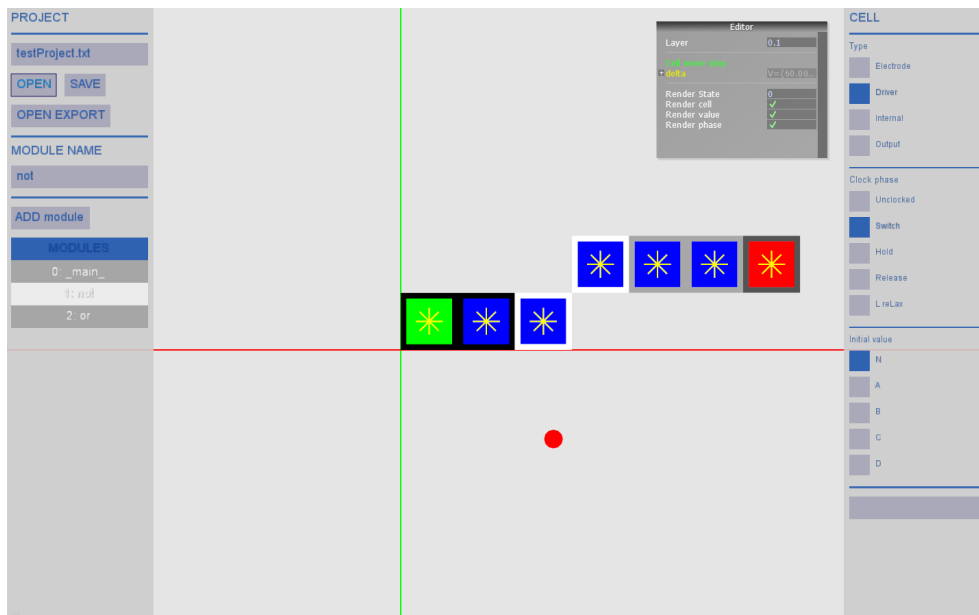 PROJECT
testProject.txt
OPEN SAVE
OPEN EXPORT
MODULE NAME
not
ADD module
MODULES
0: _main_
1: not
2: or
Editor
Layer 0.1
delta V={50.00...
Render State 0
Render cell
Render value
Render phase
CELL
Type
Electrode
Driver
Internal
Output
Clock phase
Unclocked
Switch
Hold
Release
L reLax
Initial value
N
A
B
C
D